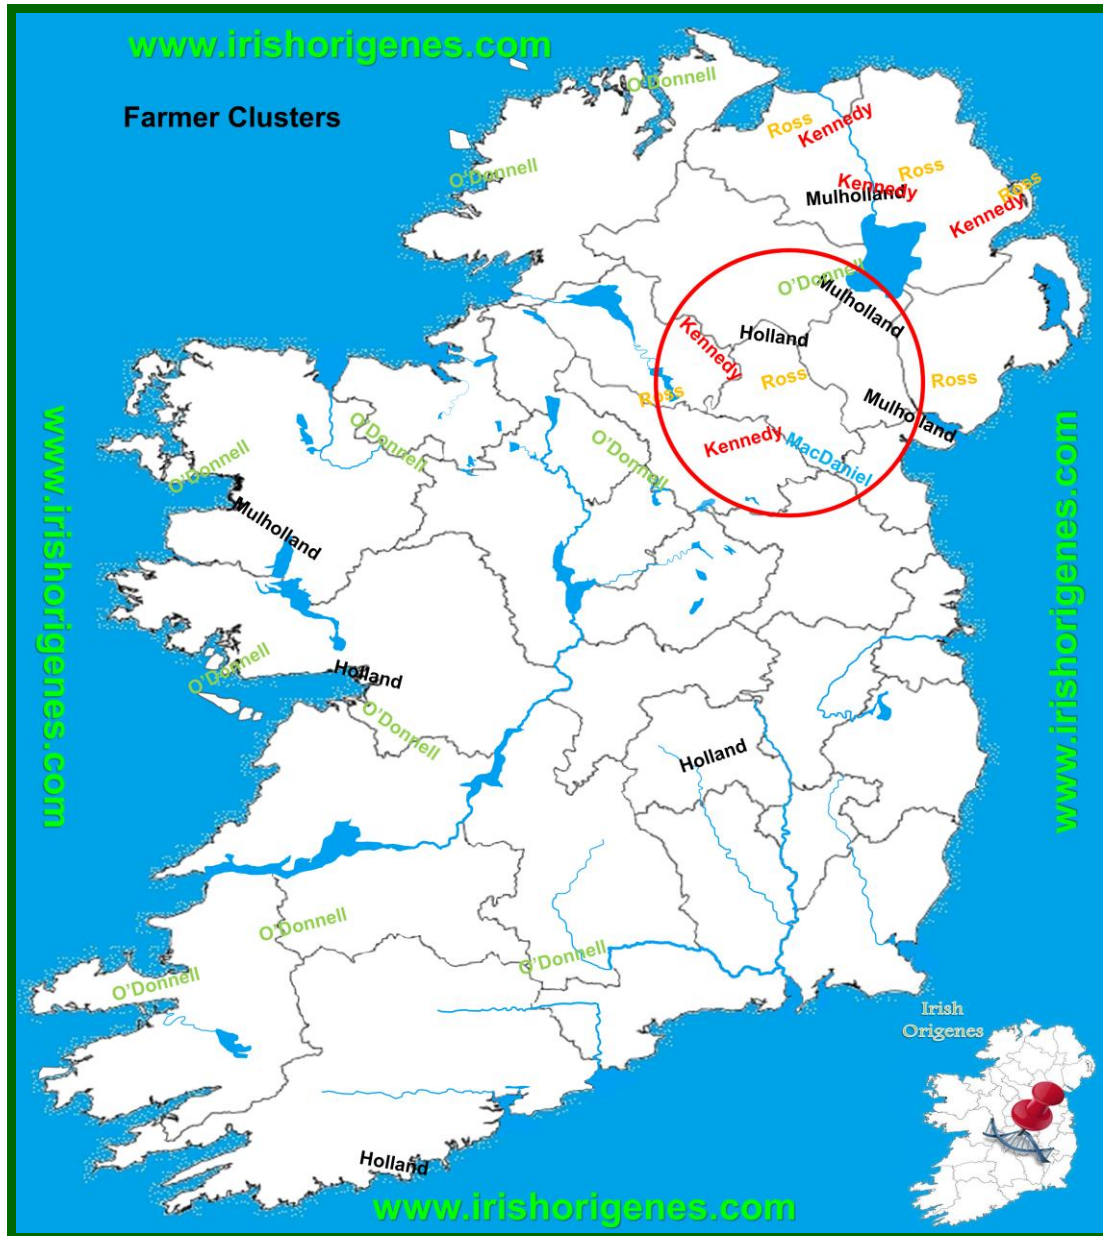 www.irishorigenes.com
O'Donnell
Farmer Clusters
Ross
Kennedy
O'Donnell
Ross
Kennedy
Mulholland
Ross
Kennedy
O'Donnell
Mulholland
Holland
Kennedy
Ross
Ross
Ross
Mulholland
O'Donnell
Kennedy
MacDaniel
O'Donnell
O'Donnell
www.irishorigenes.com
www.irishorigenes.com
Mulholland
O'Donnell
Holland
O'Donnell
Holland
O'Donnell
O'Donnell
O'Donnell
Irish
Origenes
Holland
www.irishorigenes.com